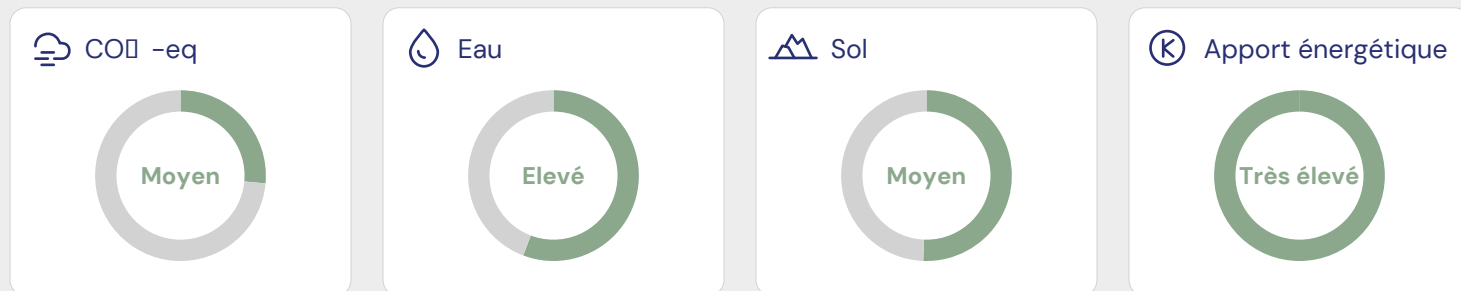 CO▯ -eq
Eau
Sol
Apport énergétique
Moyen
Elevé
Moyen
Très élevé